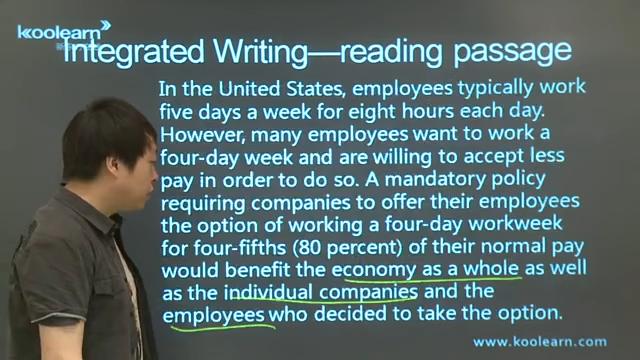 koolearn
Integrated Writing—reading passage
In the United States, employees typically work
five days a week for eight hours each day.
However, many employees want to work a
four-day week and are willing to accept less
pay in order to do so. A mandatory policy
requiring companies to offer their employees
the option of working a four-day workweek
for four-fifths (80 percent) of their normal pay
would benefit the economy as a whole as well
as the individual companies and the
employees who decided to take the option.
www.koolearn.com